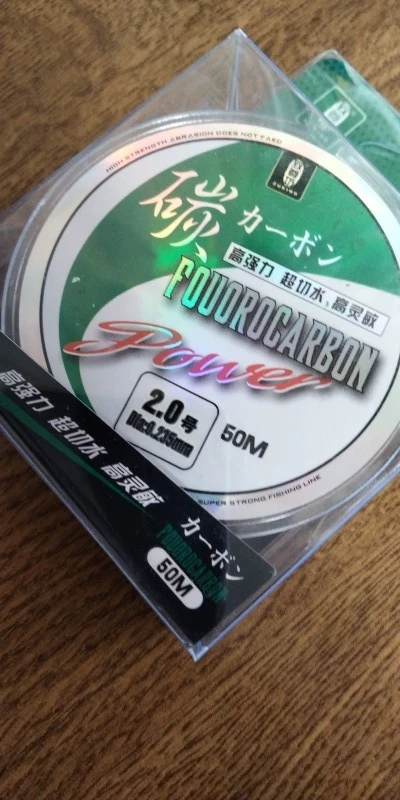 HIGH STRENGTH ABRASION DOES NOT FAED
碳
カーボン
高强力 超切水 高灵敏
FOUOROCARBON
Power
2.0号
Dia:0.235mm
50M
SUPER STRONG FISHING LINE
高强力 超切水 高灵敏
カーボン
FOUOROCARBON
50M